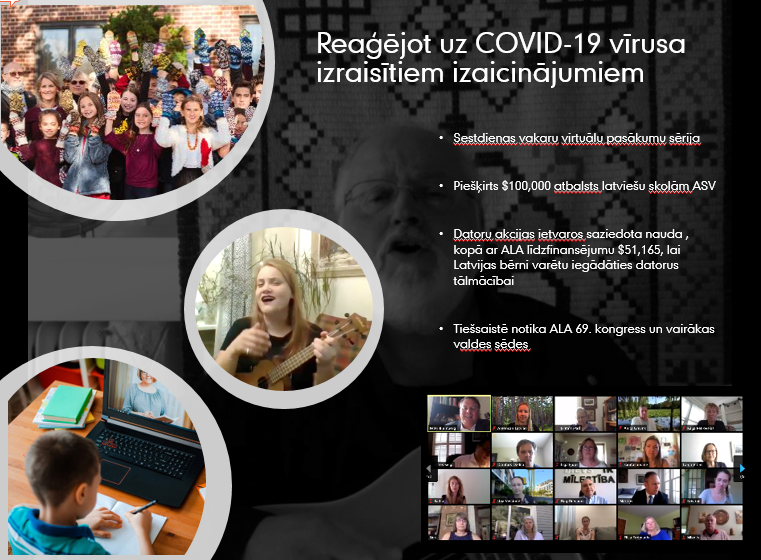 Reaģējot uz COVID-19 vīrusa
izraisītiem izaicinājumiem
• Sestdienas vakaru virtuālu pasākumu sērija
• Piešķirts $100,000 atbalsts latviešu skolām ASV
• Datoru akcijas ietvaros saziedota nauda ,
kopā ar ALA līdzfinansējumu $51,165, lai
Latvijas bērni varētu iegādāties datorus
tālmācībai
• Tiešsaistē notika ALA 69. kongress un vairākas
valdes sēdes
MĪLESTĪBA